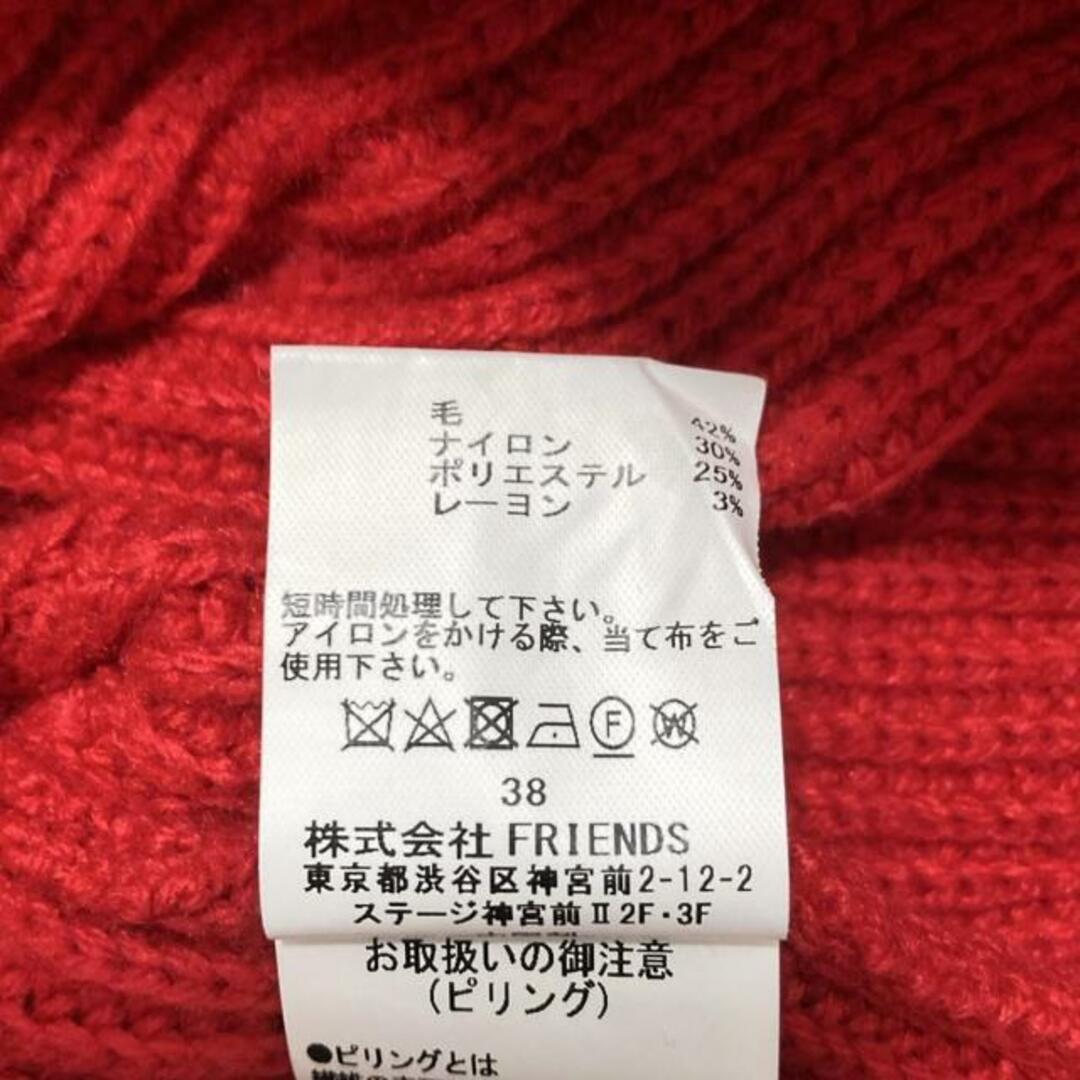 毛 42%
ナイロン 30%
ポリエステル 25%
レーヨン 3%
短時間処理して下さい。
アイロンをかける際、当て布をご
使用下さい。
F W
38
株式会社 FRIENDS
東京都渋谷区神宮前2-12-2
ステージ神宮前Ⅱ2F・3F
お取扱いの御注意
(ピリング)
●ピリングとは